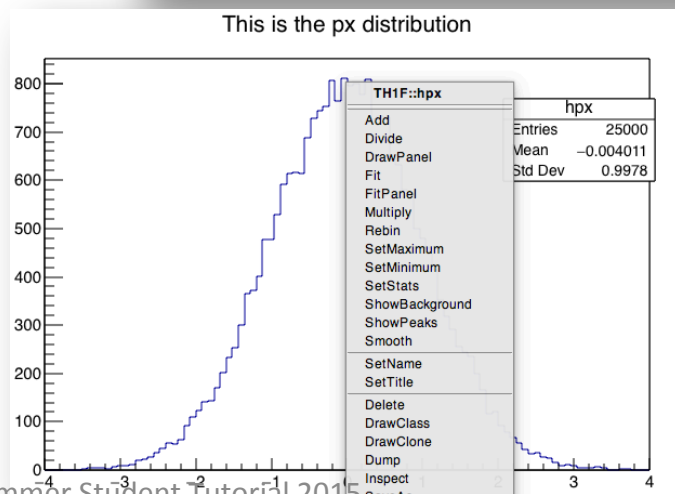 This is the px distribution
800
700
600
500
400
300
200
100
0
TH1F::hpx
Add
Divide
DrawPanel
Fit
FitPanel
Multiply
Rebin
SetMaximum
SetMinimum
SetStats
ShowBackground
ShowPeaks
Smooth
SetName
SetTitle
Delete
DrawClass
DrawClone
Dump
Inspect
hpx
Entries 25000
Mean −0.004011
Std Dev 0.9978
−4 −3 −2 1 2 3 4
mmer Student Tutorial 2015